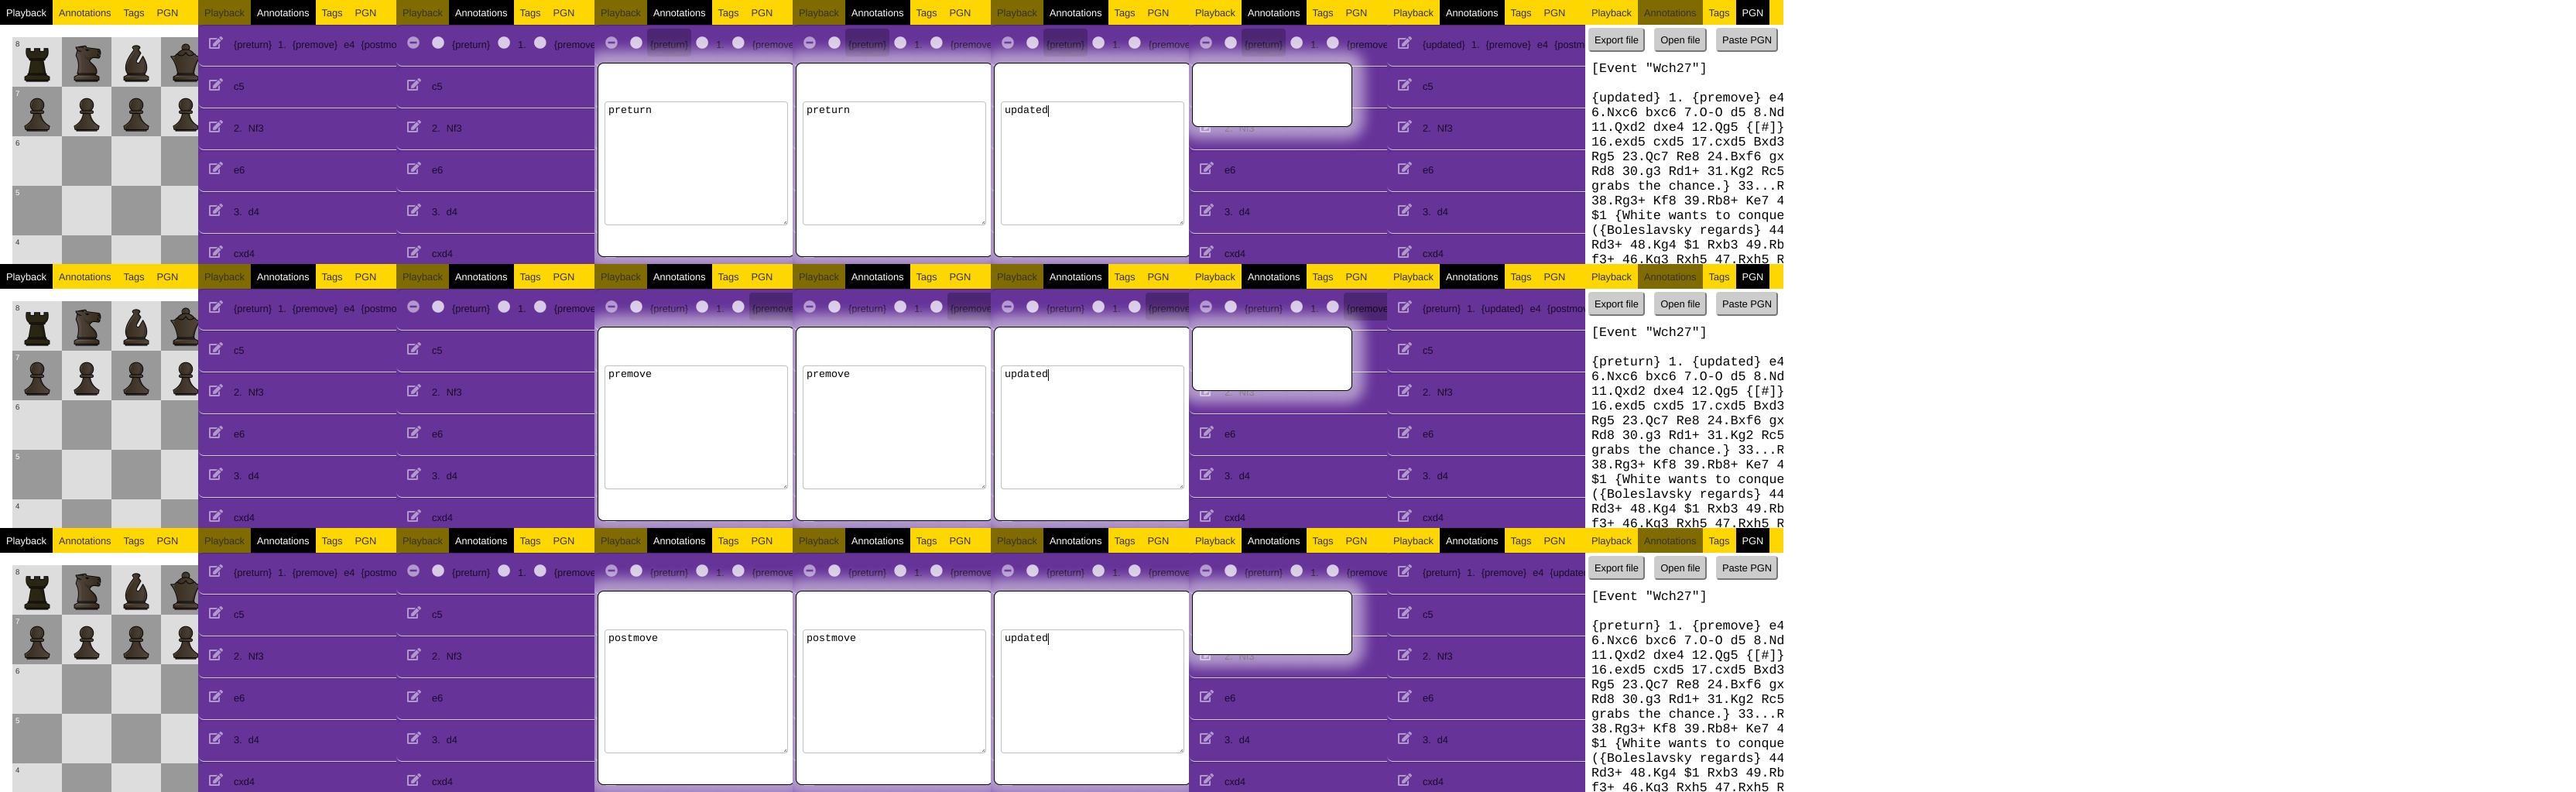 Playback Annotations Tags PGN
8
7
6
5
4
Playback Annotations Tags PGN
{preturn} 1. {premove} e4 {postmo
c5
2. Nf3
e6
3. d4
cxd4
Playback Annotations Tags PGN
{preturn} 1. {premove
c5
2. Nf3
e6
3. d4
cxd4
Playback Annotations Tags PGN
{preturn} 1. {premove
preturn
Playback Annotations Tags PGN
{preturn} 1. {premove
preturn
Playback Annotations Tags PGN
{preturn} 1. {premove
updated
Playback Annotations Tags PGN
{preturn} 1. {premove
2. Nf3
e6
3. d4
cxd4
Playback Annotations Tags PGN
{updated} 1. {premove} e4 {postm
c5
2. Nf3
e6
3. d4
cxd4
Playback Annotations Tags PGN
Export file Open file Paste PGN
[Event "Wch27"]
{updated} 1. {premove} e4
6.Nxc6 bxc6 7.O-O d5 8.Nd
11.Qxd2 dxe4 12.Qg5 {[#]}
16.exd5 cxd5 17.cxd5 Bxd3
Rg5 23.Qc7 Re8 24.Bxf6 gx
Rd8 30.g3 Rd1+ 31.Kg2 Rc5
grabs the chance.} 33...R
38.Rg3+ Kf8 39.Rb8+ Ke7 4
$1 {White wants to conque
({Boleslavsky regards} 44
Rd3+ 48.Kg4 $1 Rxb3 49.Rb
f3+ 46.Kg3 Rxh5 47.Rxh5 R
Playback Annotations Tags PGN
8
7
6
5
4
Playback Annotations Tags PGN
{preturn} 1. {premove} e4 {postmo
c5
2. Nf3
e6
3. d4
cxd4
Playback Annotations Tags PGN
{preturn} 1. {premove
c5
2. Nf3
e6
3. d4
cxd4
Playback Annotations Tags PGN
{preturn} 1. {premove
premove
Playback Annotations Tags PGN
{preturn} 1. {premove
premove
Playback Annotations Tags PGN
{preturn} 1. {premove
updated
Playback Annotations Tags PGN
{preturn} 1. {premove
2. Nf3
e6
3. d4
cxd4
Playback Annotations Tags PGN
{preturn} 1. {updated} e4 {postmov
c5
2. Nf3
e6
3. d4
cxd4
Playback Annotations Tags PGN
Export file Open file Paste PGN
[Event "Wch27"]
{preturn} 1. {updated} e4
6.Nxc6 bxc6 7.O-O d5 8.Nd
11.Qxd2 dxe4 12.Qg5 {[#]}
16.exd5 cxd5 17.cxd5 Bxd3
Rg5 23.Qc7 Re8 24.Bxf6 gx
Rd8 30.g3 Rd1+ 31.Kg2 Rc5
grabs the chance.} 33...R
38.Rg3+ Kf8 39.Rb8+ Ke7 4
$1 {White wants to conque
({Boleslavsky regards} 44
Rd3+ 48.Kg4 $1 Rxb3 49.Rb
f3+ 46.Kg3 Rxh5 47.Rxh5 R
Playback Annotations Tags PGN
8
7
6
5
4
Playback Annotations Tags PGN
{preturn} 1. {premove} e4 {postmo
c5
2. Nf3
e6
3. d4
cxd4
Playback Annotations Tags PGN
{preturn} 1. {premove
c5
2. Nf3
e6
3. d4
cxd4
Playback Annotations Tags PGN
{preturn} 1. {premove
postmove
Playback Annotations Tags PGN
{preturn} 1. {premove
postmove
Playback Annotations Tags PGN
{preturn} 1. {premove
updated
Playback Annotations Tags PGN
{preturn} 1. {premove
2. Nf3
e6
3. d4
cxd4
Playback Annotations Tags PGN
{preturn} 1. {premove} e4 {update
c5
2. Nf3
e6
3. d4
cxd4
Playback Annotations Tags PGN
Export file Open file Paste PGN
[Event "Wch27"]
{preturn} 1. {premove} e4
6.Nxc6 bxc6 7.O-O d5 8.Nd
11.Qxd2 dxe4 12.Qg5 {[#]}
16.exd5 cxd5 17.cxd5 Bxd3
Rg5 23.Qc7 Re8 24.Bxf6 gx
Rd8 30.g3 Rd1+ 31.Kg2 Rc5
grabs the chance.} 33...R
38.Rg3+ Kf8 39.Rb8+ Ke7 4
$1 {White wants to conque
({Boleslavsky regards} 44
Rd3+ 48.Kg4 $1 Rxb3 49.Rb
f3+ 46.Kg3 Rxh5 47.Rxh5 R